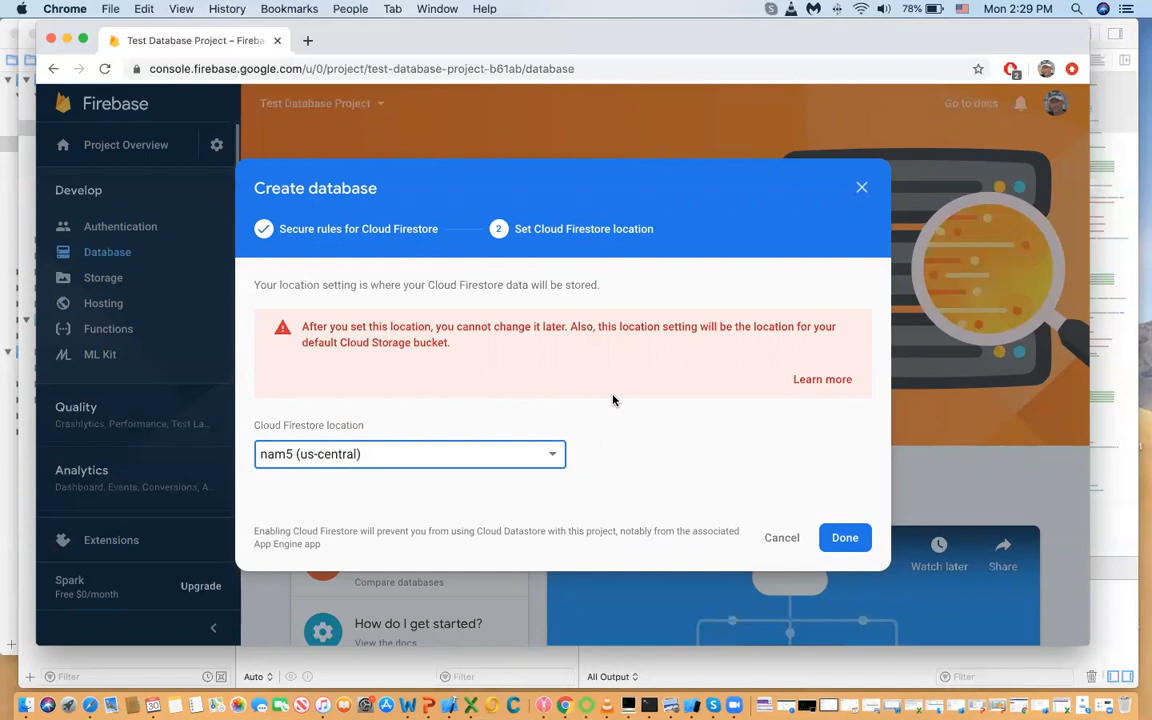 Chrome File Edit View History Bookmarks People Tab Window Help 78% Mon 2:29 PM
Test Database Project – Fireba
console.firebase.google.com/u/0/project/test-database-project-b61ab/database
2
Firebase
Test Database Project
Go to docs
Project Overview
Develop
Authentication
Database
Storage
Hosting
Functions
ML Kit
Quality
Crashlytics, Performance, Test La...
Analytics
Dashboard, Events, Conversions, A...
Extensions
Spark
Free $0/month
Upgrade
Create database
Secure rules for Cloud Firestore
2 Set Cloud Firestore location
Your location setting is where your Cloud Firestore data will be stored.
After you set this location, you cannot change it later. Also, this location setting will be the location for your
default Cloud Storage bucket.
Learn more
Cloud Firestore location
nam5 (us-central)
Enabling Cloud Firestore will prevent you from using Cloud Datastore with this project, notably from the associated
App Engine app
Cancel
Done
Compare databases
How do I get started?
View the docs
Watch later
Share
Filter
Auto
Filter
All Output
Filter